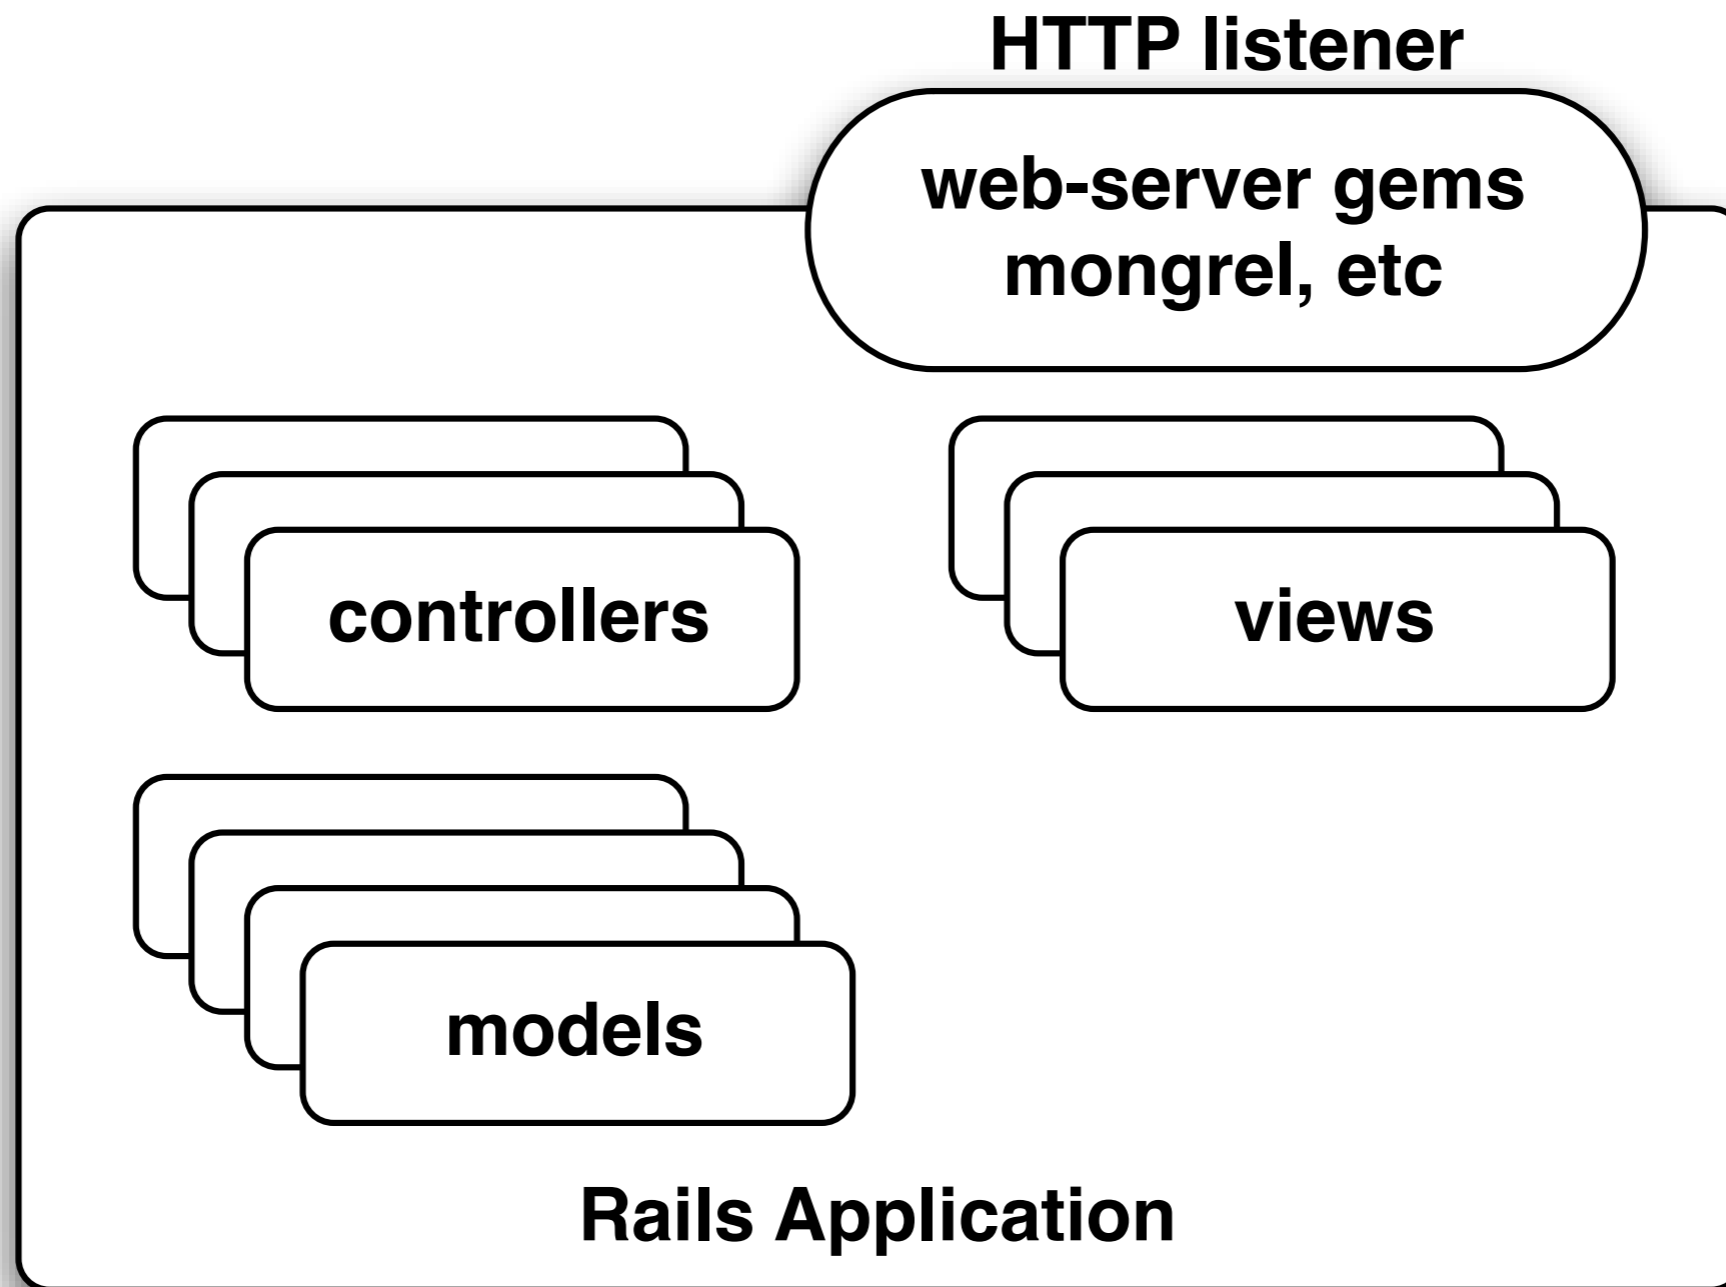 HTTP listener
web-server gems
mongrel, etc
controllers
views
models
Rails Application